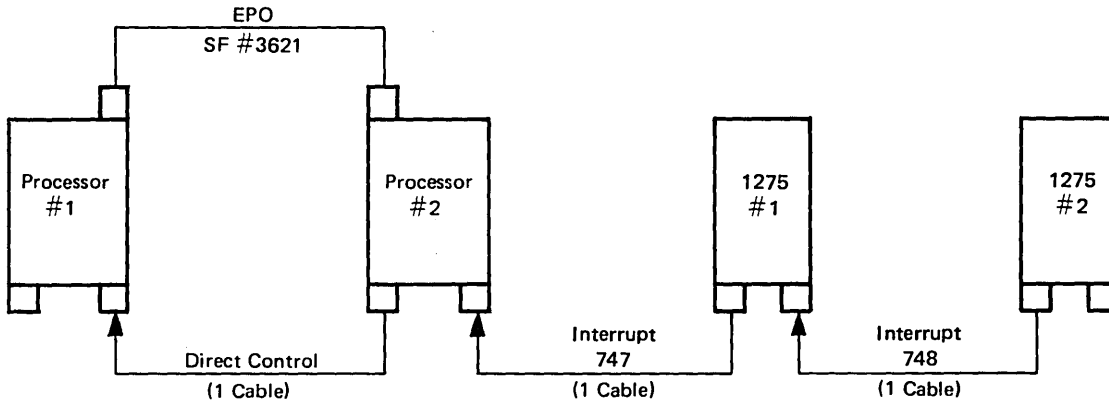 EPO
SF #3621
Processor
#1
Processor
#2
1275
#1
1275
#2
Direct Control
(1 Cable)
Interrupt
747
(1 Cable)
Interrupt
748
(1 Cable)